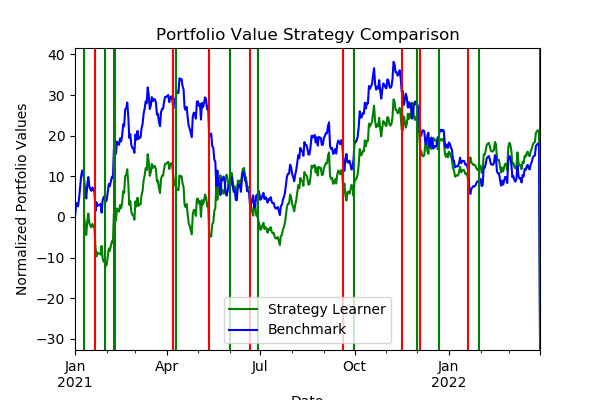 Portfolio Value Strategy Comparison
Normalized Portfolio Values
40
30
20
10
0
−10
−20
−30
Strategy Learner
Benchmark
Jan
2021
Apr
Jul
Oct
Jan
2022
Date